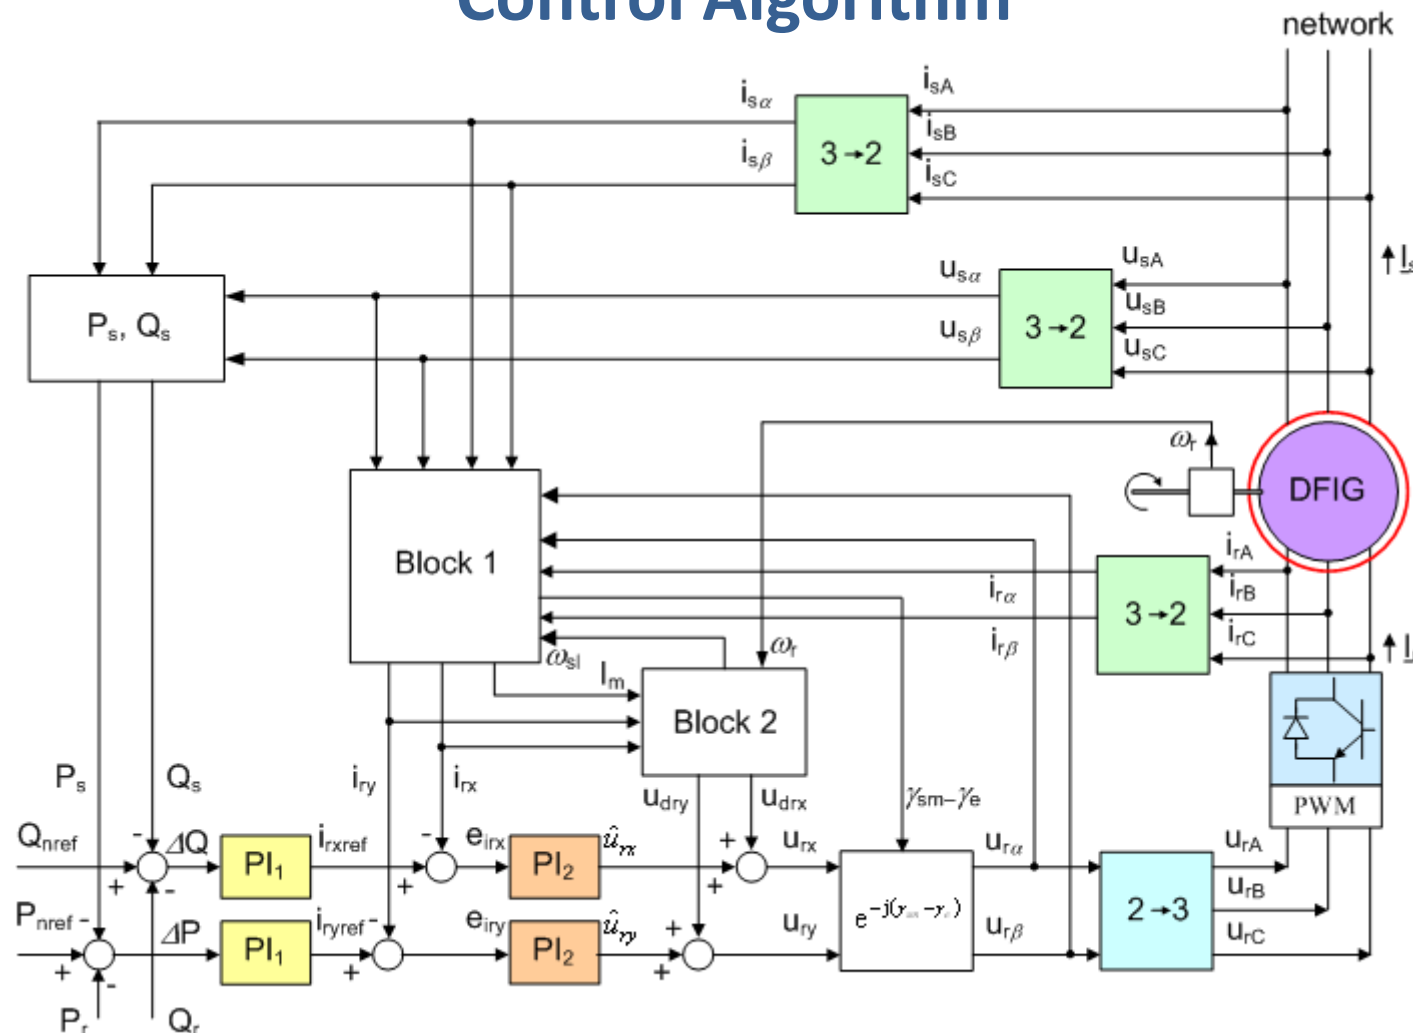 Control Algorithm
network
isα
isA
isB
isβ
3→2
isC
usα
usA
usB
Is
Ps, Qs
usβ
3→2
usC
ωr
DFIG
Block 1
irA
irα
irB
3→2
irβ
irC
ωsl
ωr
Im
Block 2
Ps
Qs
iry
irx
udry
udrx
γsm–γe
PWM
Qnref
-
ΔQ
PI1
irxref
-
eirx
PI2
ûrx
+
urx
urα
urA
+
-
+
+
e-j(γsm-γe)
2→3
urB
Pnref
-
ΔP
PI1
iryref
-
eiry
PI2
ûry
+
ury
urβ
urC
+
-
+
+
Pr
Qr